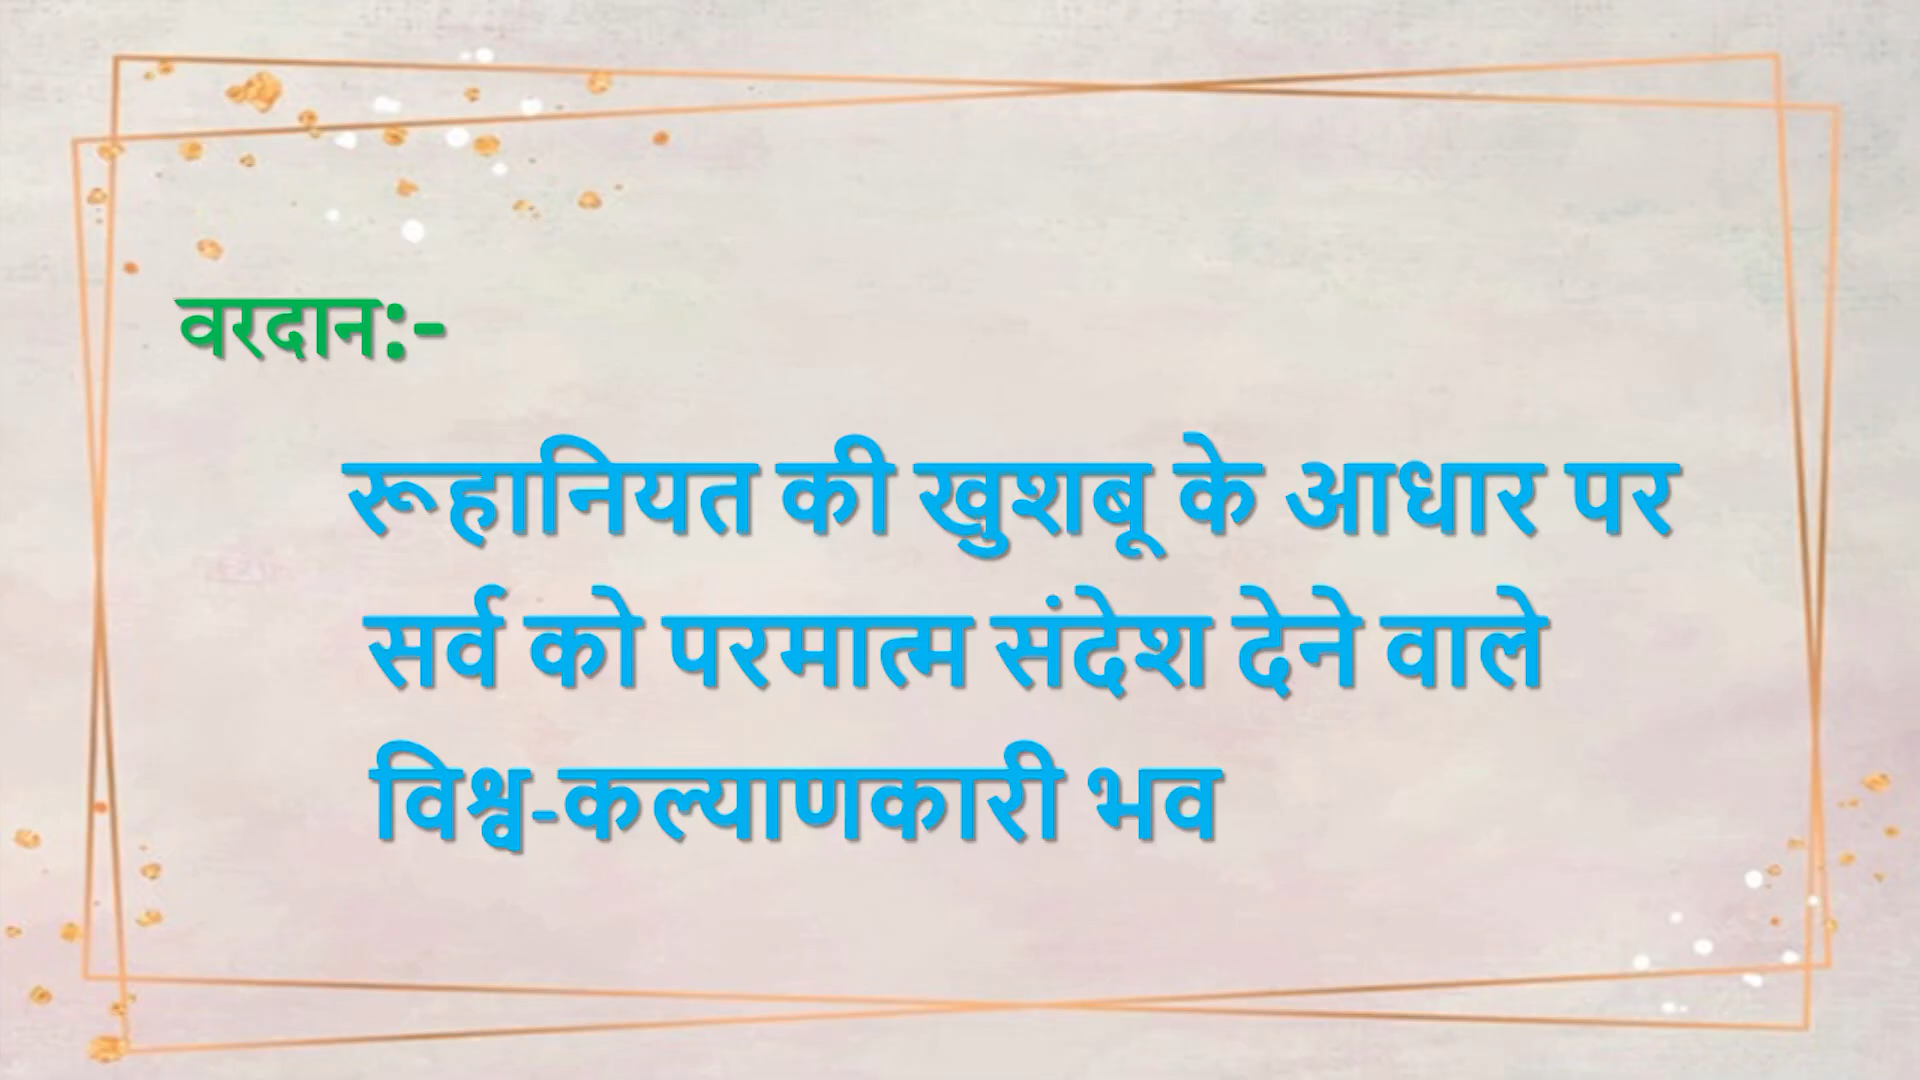 वरदान:-
रूहानियत की खुशबू के आधार पर
सर्व को परमात्म संदेश देने वाले
विश्व-कल्याणकारी भव